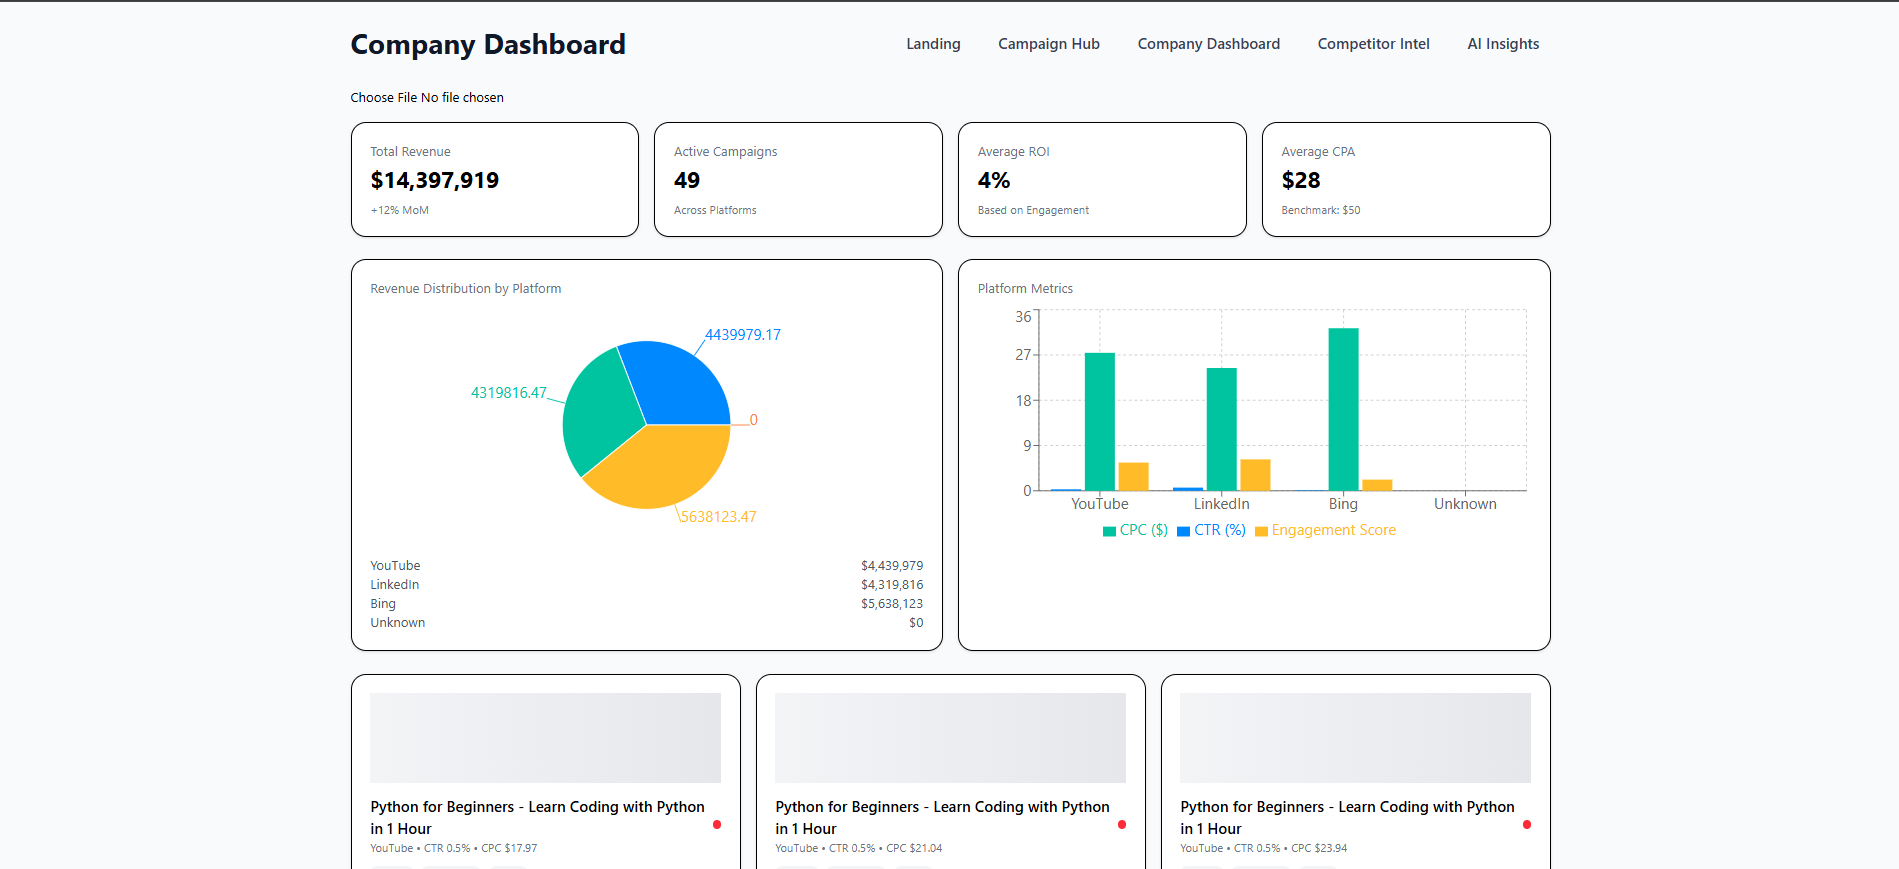 Company Dashboard
Landing
Campaign Hub
Company Dashboard
Competitor Intel
AI Insights
Choose File No file chosen
Total Revenue
$14,397,919
+12% MoM
Active Campaigns
49
Across Platforms
Average ROI
4%
Based on Engagement
Average CPA
$28
Benchmark: $50
Revenue Distribution by Platform
4439979.17
4319816.47
0
5638123.47
YouTube $4,439,979
LinkedIn $4,319,816
Bing $5,638,123
Unknown $0
Platform Metrics
36
27
18
9
0
YouTube LinkedIn Bing Unknown
CPC ($) CTR (%) Engagement Score
Python for Beginners - Learn Coding with Python
in 1 Hour
YouTube • CTR 0.5% • CPC $17.97
Python for Beginners - Learn Coding with Python
in 1 Hour
YouTube • CTR 0.5% • CPC $21.04
Python for Beginners - Learn Coding with Python
in 1 Hour
YouTube • CTR 0.5% • CPC $23.94